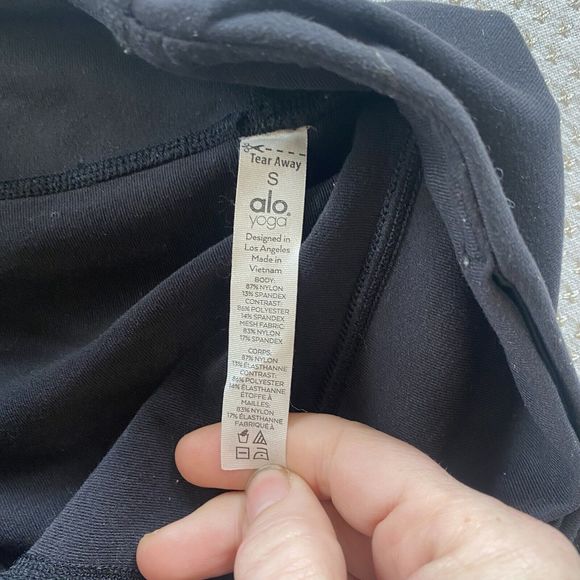 Tear Away
S
alo®
yoga
Designed in
Los Angeles
Made in
Vietnam
BODY:
87% NYLON
13% SPANDEX
CONTRAST:
86% POLYESTER
14% SPANDEX
MESH FABRIC
83% NYLON
17% SPANDEX
CORPS:
87% NYLON
13% ÉLASTHANNE
CONTRAST:
86% POLYESTER
14% ÉLASTHANNE
ÉTOFFE À
MAILLES:
83% NYLON
17% ÉLASTHANNE
FABRIQUÉ À